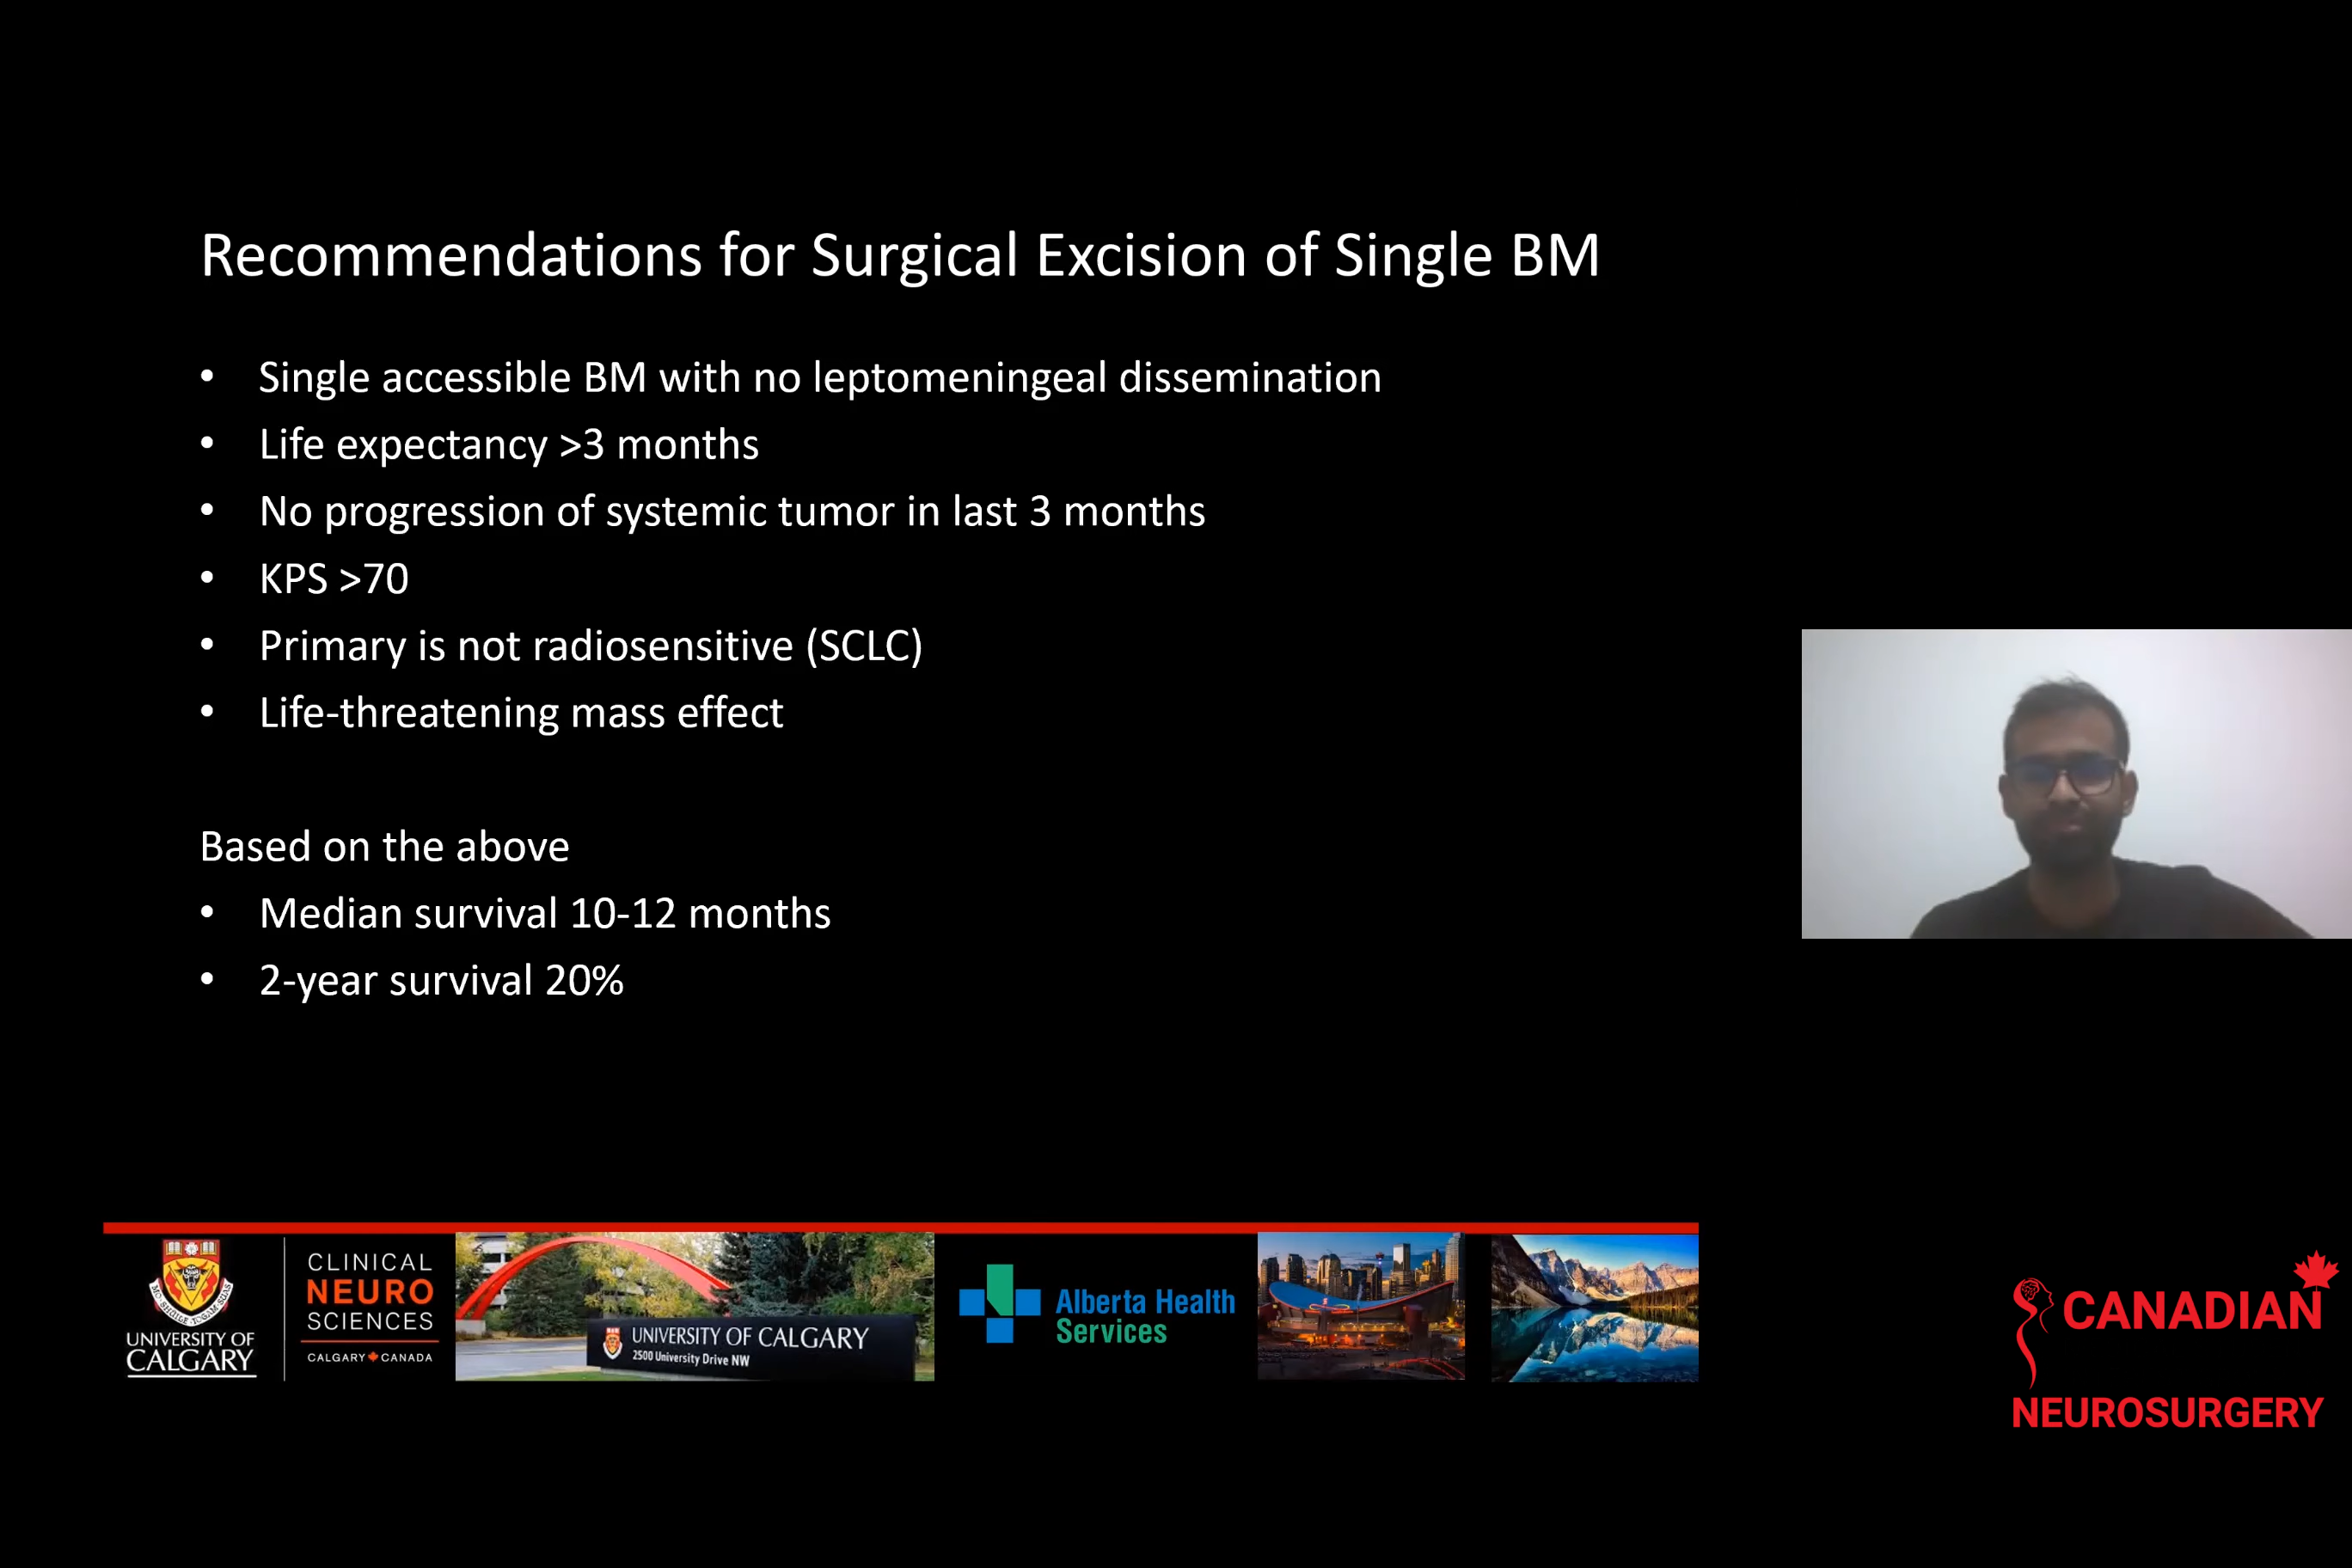 Recommendations for Surgical Excision of Single BM
• Single accessible BM with no leptomeningeal dissemination
• Life expectancy >3 months
• No progression of systemic tumor in last 3 months
• KPS >70
• Primary is not radiosensitive (SCLC)
• Life-threatening mass effect
Based on the above
• Median survival 10-12 months
• 2-year survival 20%
UNIVERSITY OF
CALGARY
CLINICAL
NEURO
SCIENCES
CALGARY CANADA
UNIVERSITY OF CALGARY
2500 University Drive NW
Alberta Health
Services
CANADIAN
NEUROSURGERY